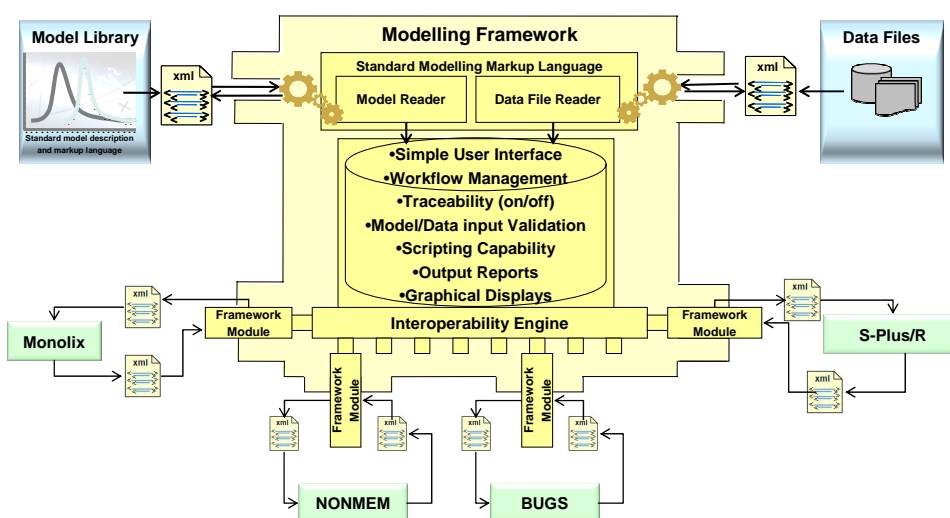 Model Library
xml
Standard model description
and markup language
Modelling Framework
Standard Modelling Markup Language
Model Reader
Data File Reader
xml
Data Files
•Simple User Interface
•Workflow Management
•Traceability (on/off)
•Model/Data input Validation
•Scripting Capability
•Output Reports
•Graphical Displays
Interoperability Engine
xml
Monolix
xml
Framework
Module
Framework
Module
xml
S-Plus/R
xml
Framework
Module
xml
xml
NONMEM
Framework
Module
xml
xml
BUGS